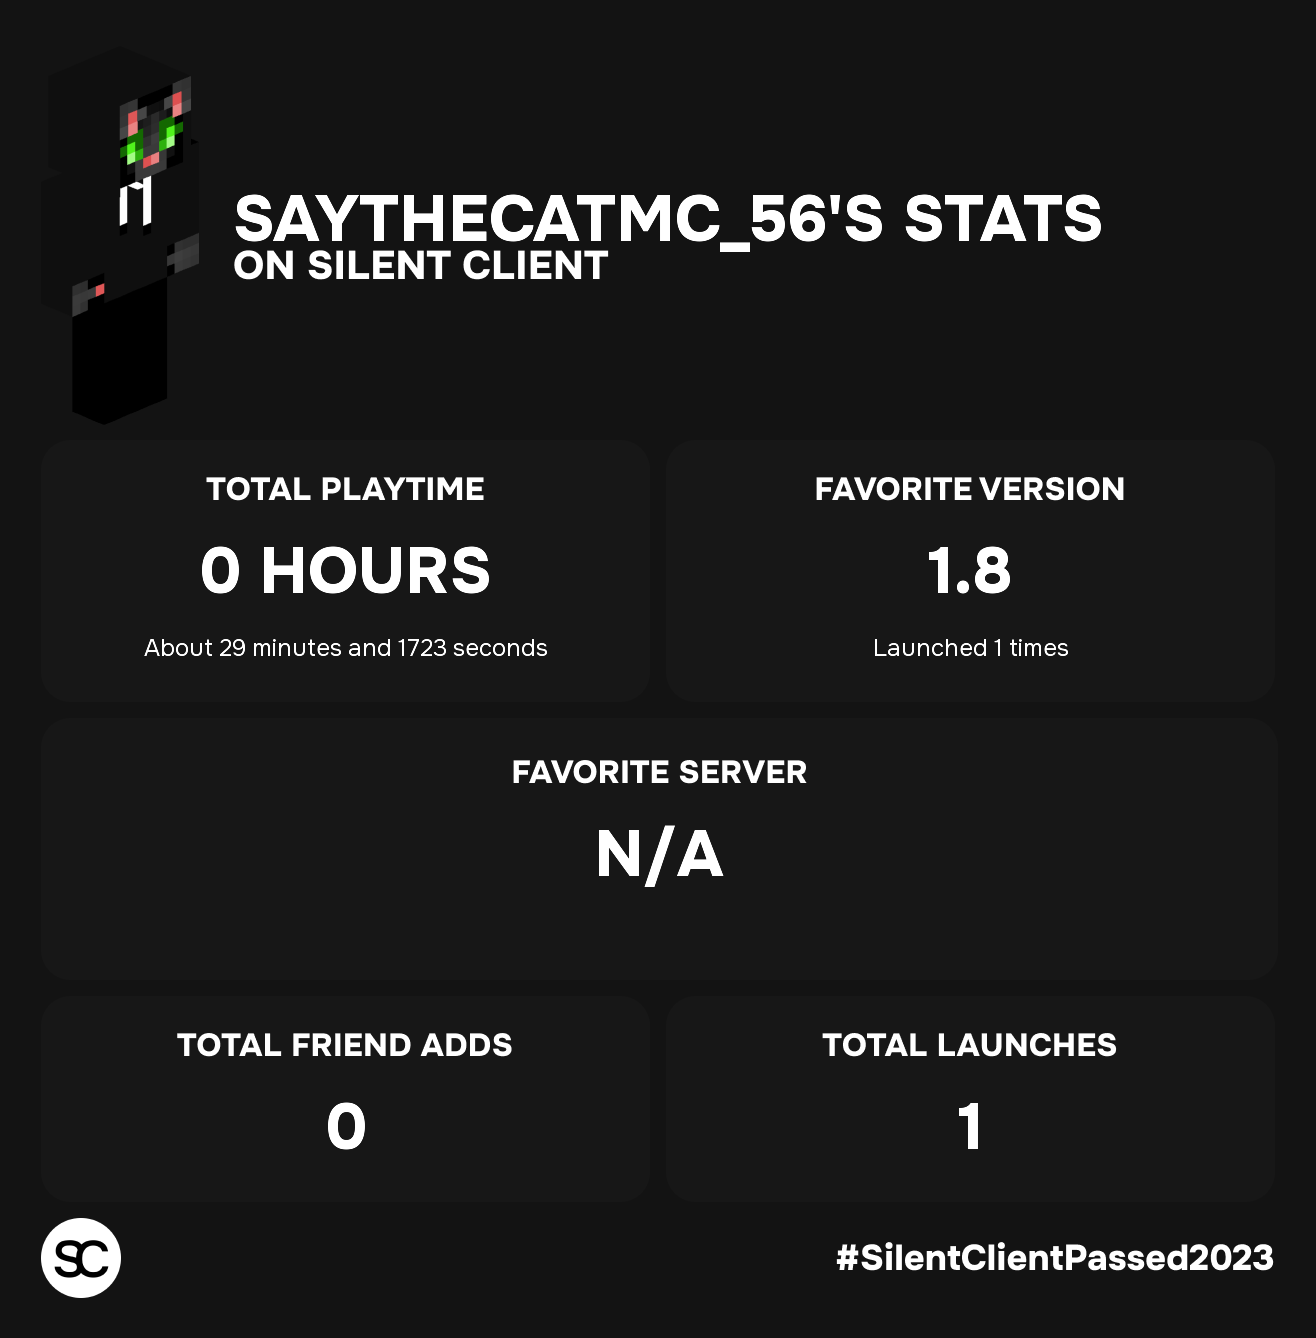 SAYTHECATMC_56'S STATS
ON SILENT CLIENT
TOTAL PLAYTIME
0 HOURS
About 29 minutes and 1723 seconds
FAVORITE VERSION
1.8
Launched 1 times
FAVORITE SERVER
N/A
TOTAL FRIEND ADDS
0
TOTAL LAUNCHES
1
SC
#SilentClientPassed2023